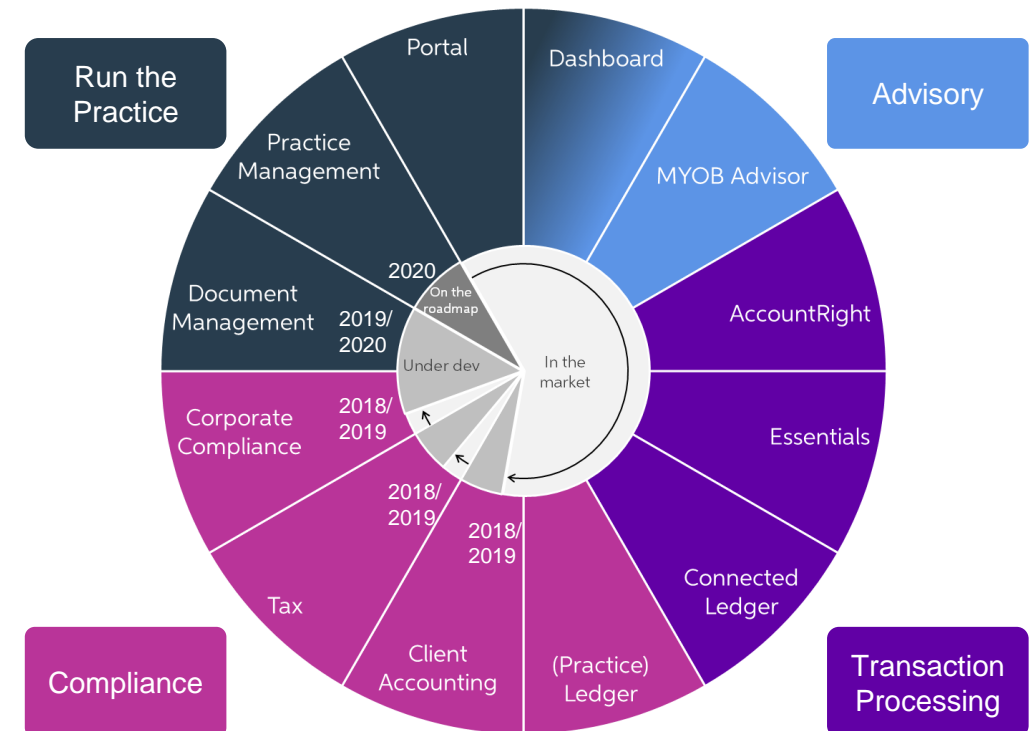 Run the
Practice
Portal
Dashboard
Advisory
Practice
Management
MYOB Advisor
Document
Management
2020
On the
roadmap
2019/
2020
AccountRight
Under dev
In the
market
Corporate
Compliance
2018/
2019
Essentials
2018/
2019
2018/
2019
Tax
Connected
Ledger
Client
Accounting
(Practice)
Ledger
Compliance
Transaction
Processing